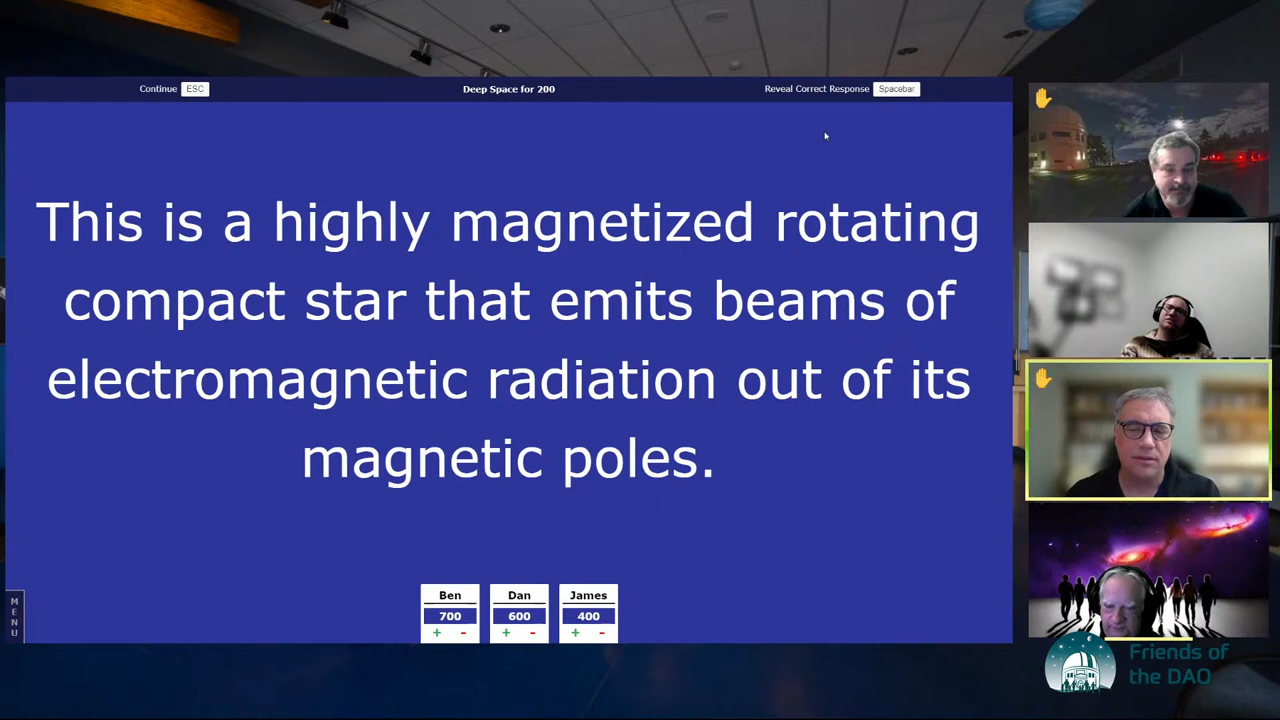 Continue ESC
Deep Space for 200
Reveal Correct Response Spacebar
This is a highly magnetized rotating
compact star that emits beams of
electromagnetic radiation out of its
magnetic poles.
MENU
Ben
700
+ -
Dan
600
+ -
James
400
+ -
Friends of
the DAO